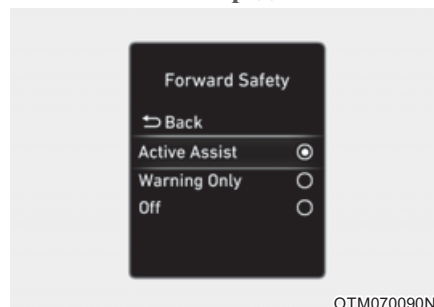 Forward Safety
Back
Active Assist
Warning Only
Off
OTM070090N